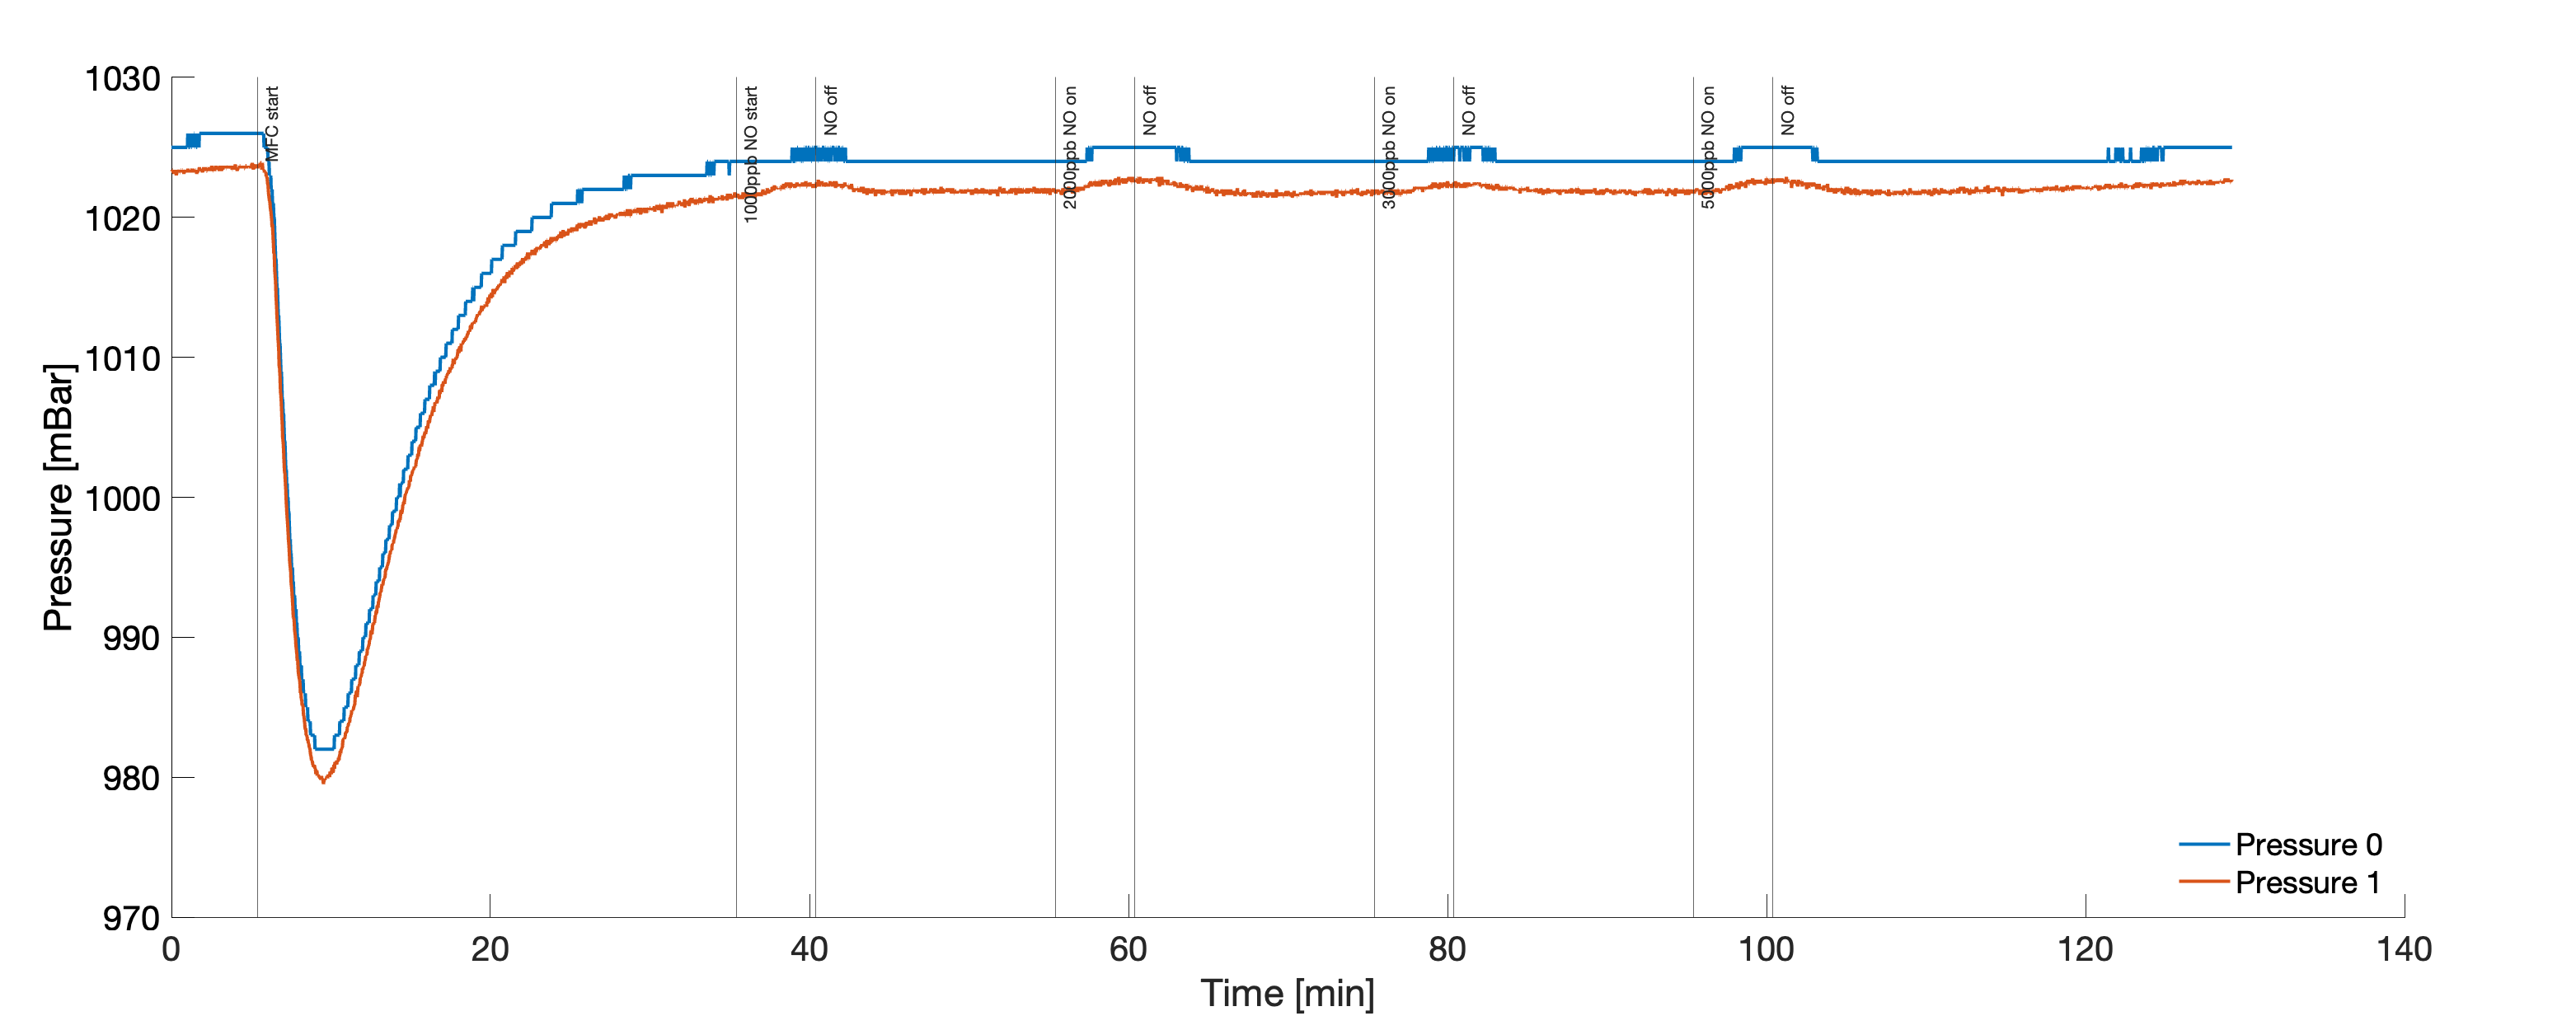 1030
1020
1010
1000
990
980
970
Pressure [mBar]
MFC start
1000ppb NO start
NO off
2000ppb NO on
NO off
3000ppb NO on
NO off
5000ppb NO on
NO off
Pressure 0
Pressure 1
0 20 40 60 80 100 120 140
Time [min]